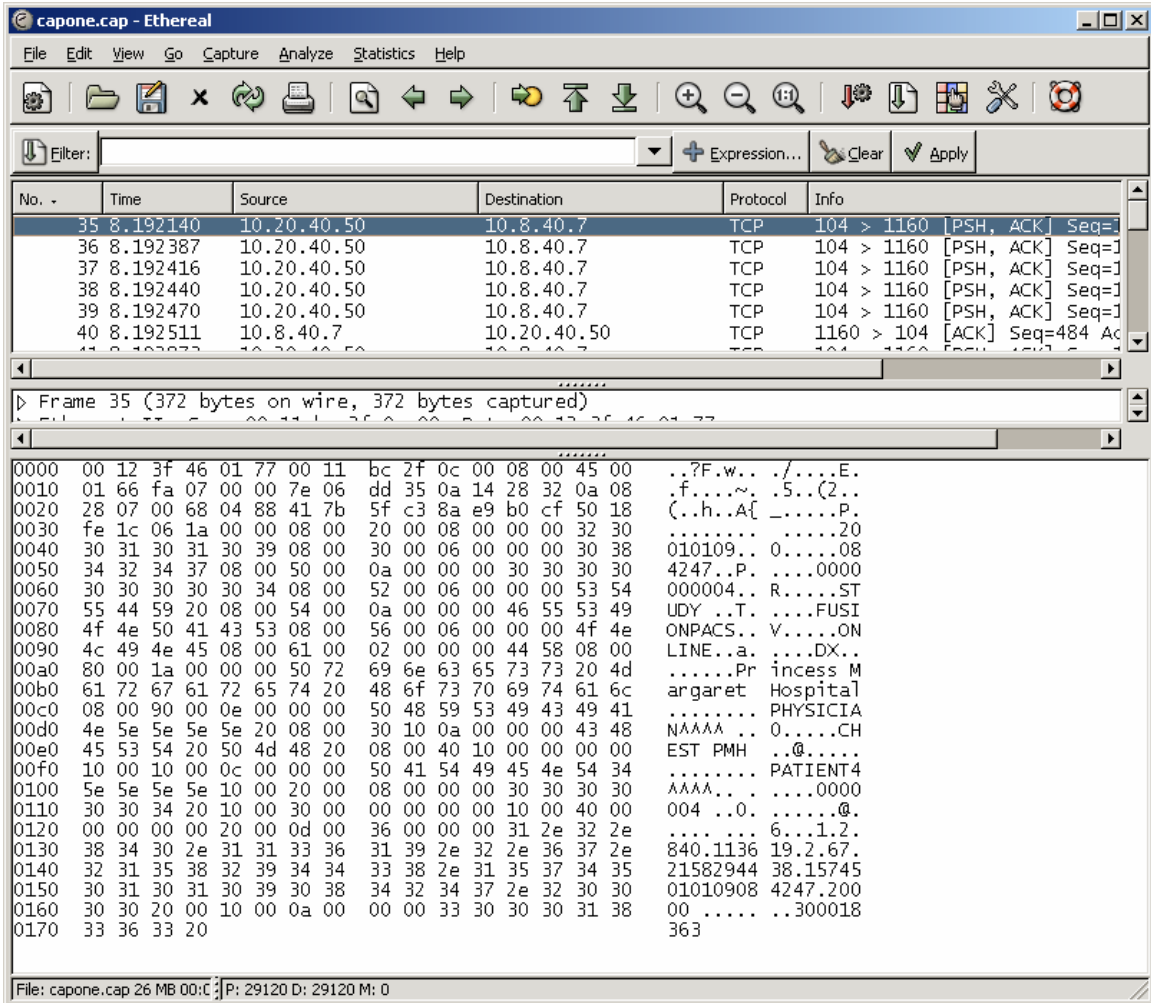 capone.cap - Ethereal
File Edit View Go Capture Analyze Statistics Help
Filter: Expression... Clear Apply
No. Time Source Destination Protocol Info
35 8.192140 10.20.40.50 10.8.40.7 TCP 104 > 1160 [PSH, ACK] Seq=1
36 8.192387 10.20.40.50 10.8.40.7 TCP 104 > 1160 [PSH, ACK] Seq=1
37 8.192416 10.20.40.50 10.8.40.7 TCP 104 > 1160 [PSH, ACK] Seq=1
38 8.192440 10.20.40.50 10.8.40.7 TCP 104 > 1160 [PSH, ACK] Seq=1
39 8.192470 10.20.40.50 10.8.40.7 TCP 104 > 1160 [PSH, ACK] Seq=1
40 8.192511 10.8.40.7 10.20.40.50 TCP 1160 > 104 [ACK] Seq=484 Ac
Frame 35 (372 bytes on wire, 372 bytes captured)
0000 00 12 3f 46 01 77 00 11 bc 2f 0c 00 08 00 45 00 ..?F.w.. ./....E.
0010 01 66 fa 07 00 00 7e 06 dd 35 0a 14 28 32 0a 08 .f....~. .5..(2..
0020 28 07 00 68 04 88 41 7b 5f c3 8a e9 b0 cf 50 18 (..h..A{ _.....P.
0030 fe 1c 06 1a 00 00 08 00 20 00 08 00 00 00 32 30 ........ .....20
0040 30 31 30 31 30 39 08 00 30 00 06 00 00 00 30 38 010109.. 0.....08
0050 34 32 34 37 08 00 50 00 0a 00 00 00 30 30 30 30 4247..P. ....0000
0060 30 30 30 30 30 34 08 00 52 00 06 00 00 00 53 54 000004.. R.....ST
0070 55 44 59 20 08 00 54 00 0a 00 00 00 46 55 53 49 UDY ..T. ....FUSI
0080 4f 4e 50 41 43 53 08 00 56 00 06 00 00 00 4f 4e ONPACS.. V.....ON
0090 4c 49 4e 45 08 00 61 00 02 00 00 00 44 58 08 00 LINE..a. ....DX..
00a0 80 00 1a 00 00 00 50 72 69 6e 63 65 73 73 20 4d ......Pr incess M
00b0 61 72 67 61 72 65 74 20 48 6f 73 70 69 74 61 6c argaret Hospital
00c0 08 00 90 00 0e 00 00 00 50 48 59 53 49 43 49 41 ........ PHYSICIA
00d0 4e 5e 5e 5e 5e 20 08 00 30 10 0a 00 00 00 43 48 N^^^^ .. 0.....CH
00e0 45 53 54 20 50 4d 48 20 08 00 40 10 00 00 00 00 EST PMH ..@.....
00f0 10 00 10 00 0c 00 00 00 50 41 54 49 45 4e 54 34 ........ PATIENT4
0100 5e 5e 5e 5e 10 00 20 00 08 00 00 00 30 30 30 30 ^^^^.. . ....0000
0110 30 30 34 20 10 00 30 00 00 00 00 00 10 00 40 00 004 ..0. ......@.
0120 00 00 00 00 20 00 0d 00 36 00 00 00 31 2e 32 2e .... ... 6...1.2.
0130 38 34 30 2e 31 31 33 36 31 39 2e 32 2e 36 37 2e 840.1136 19.2.67.
0140 32 31 35 38 32 39 34 34 33 38 2e 31 35 37 34 35 21582944 38.15745
0150 30 31 30 31 30 39 30 38 34 32 34 37 2e 32 30 30 01010908 4247.200
0160 30 30 20 00 10 00 0a 00 00 00 33 30 30 30 31 38 00 ..... ..300018
0170 33 36 33 20 363
File: capone.cap 26 MB 00:0 P: 29120 D: 29120 M: 0